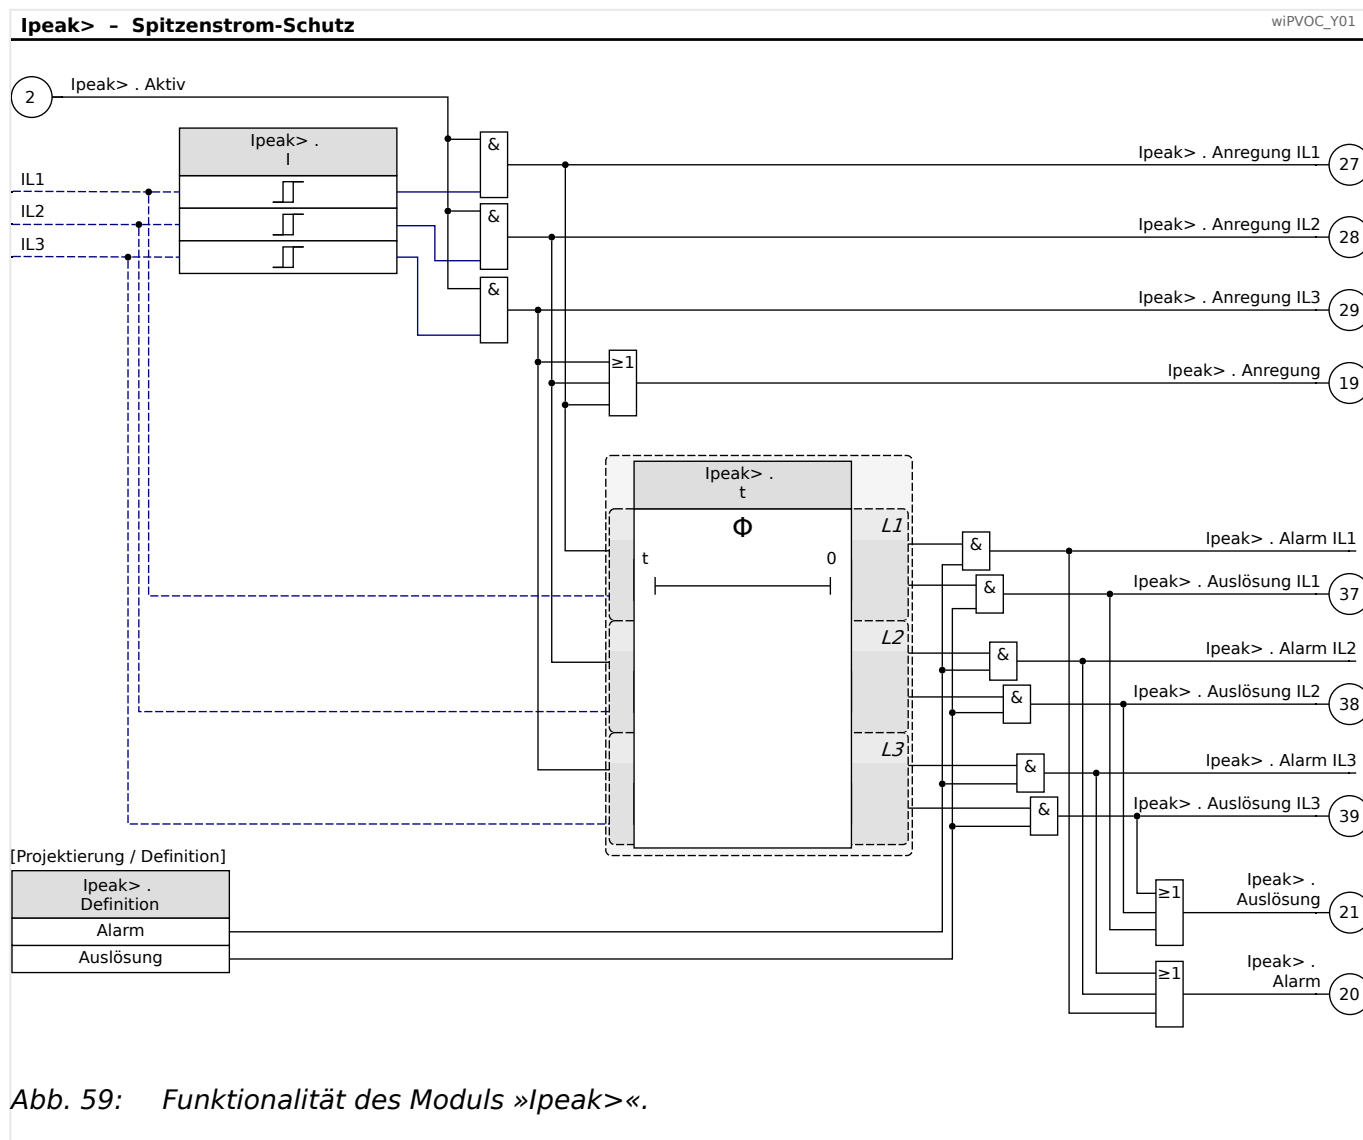 Ipeak> – Spitzenstrom-Schutz
wiPVOC_Y01
2
Ipeak> . Aktiv
Ipeak> .
I
IL1
IL2
IL3
&
&
&
Ipeak> . Anregung IL1
27
Ipeak> . Anregung IL2
28
Ipeak> . Anregung IL3
29
≥1
Ipeak> . Anregung
19
Ipeak> .
t
Φ
t 0
L1
L2
L3
&
Ipeak> . Alarm IL1
&
Ipeak> . Auslösung IL1
37
&
Ipeak> . Alarm IL2
&
Ipeak> . Auslösung IL2
38
&
Ipeak> . Alarm IL3
&
Ipeak> . Auslösung IL3
39
[Projektierung / Definition]
Ipeak> .
Definition
Alarm
Auslösung
≥1
Ipeak> .
Auslösung
21
≥1
Ipeak> .
Alarm
20
Abb. 59: Funktionalität des Moduls »Ipeak>«.